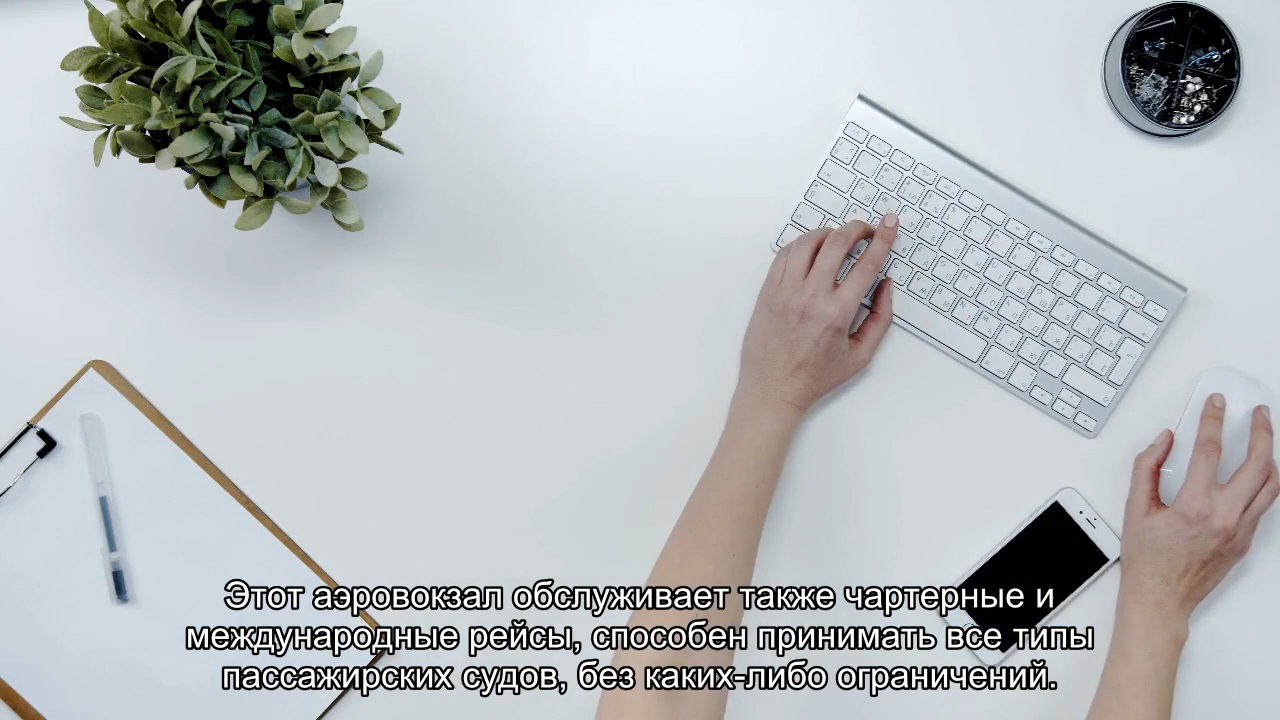 Этот аэровокзал обслуживает также чартерные и
международные рейсы, способен принимать все типы
пассажирских судов, без каких-либо ограничений.